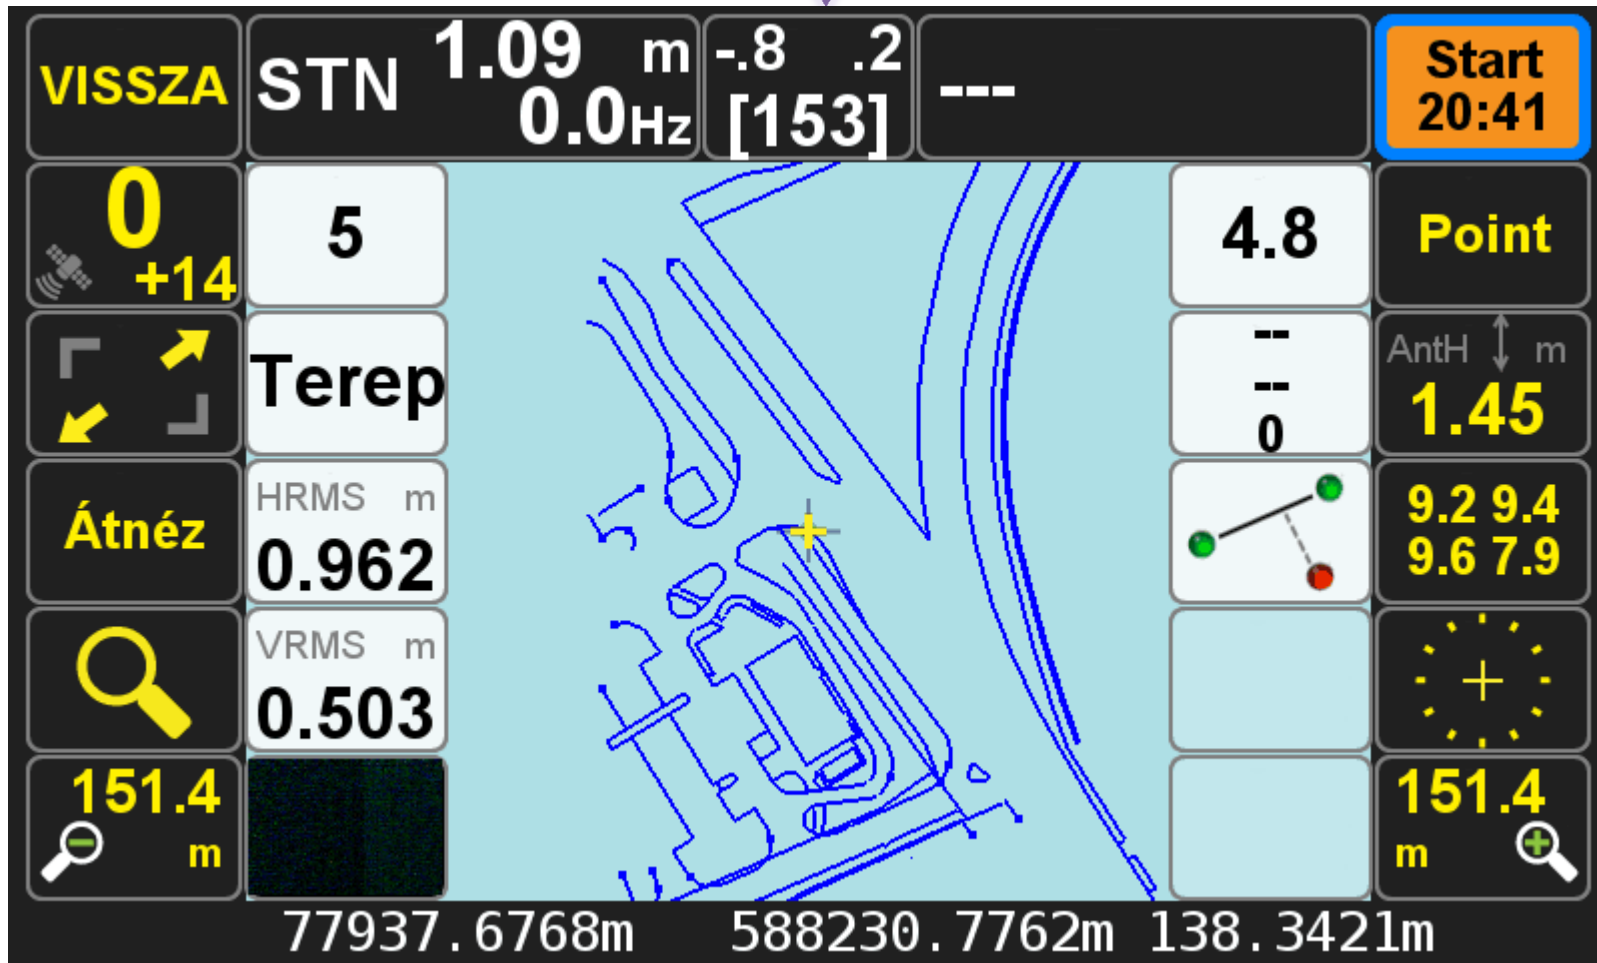 VISSZA
STN 1.09 m
0.0Hz
-.8 .2
[153]
---
Start
20:41
0
+14
5
4.8
Point
Terep
--
--
0
AntH m
1.45
Átnéz
HRMS m
0.962
9.2 9.4
9.6 7.9
VRMS m
0.503
151.4
m
151.4
m
77937.6768m 588230.7762m 138.3421m